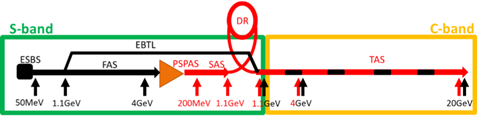 S-band
DR
C-band
EBTL
ESBS
FAS
PSPAS
SAS
TAS
50MeV
1.1GeV
4GeV
200MeV
1.1GeV
1.1GeV
4GeV
20GeV